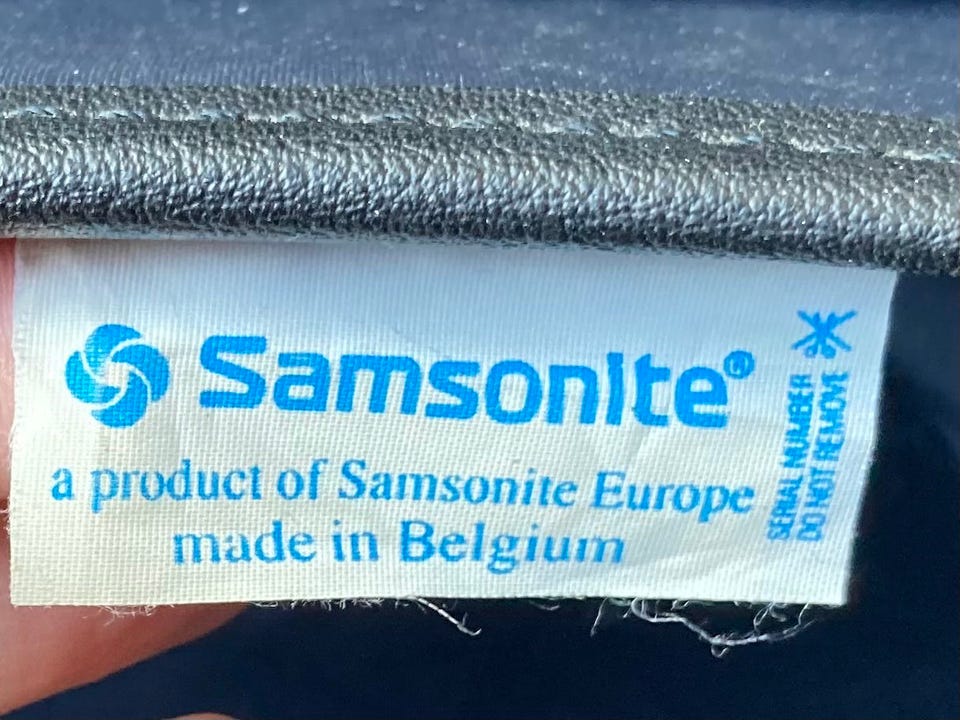 Samsonite®
a product of Samsonite Europe
made in Belgium
SERIAL NUMBER
DO NOT REMOVE